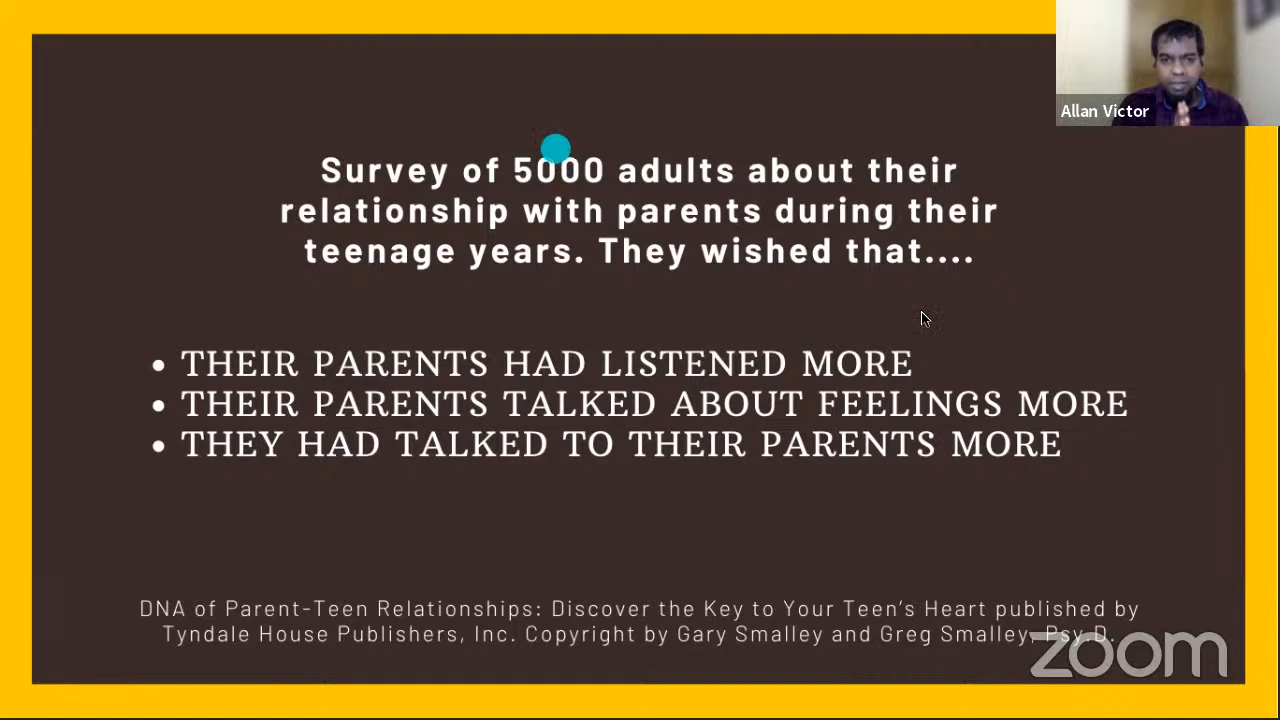 Allan Victor
Survey of 5000 adults about their
relationship with parents during their
teenage years. They wished that....
• THEIR PARENTS HAD LISTENED MORE
• THEIR PARENTS TALKED ABOUT FEELINGS MORE
• THEY HAD TALKED TO THEIR PARENTS MORE
DNA of Parent-Teen Relationships: Discover the Key to Your Teen’s Heart published by
Tyndale House Publishers, Inc. Copyright by Gary Smalley and Greg Smalley, Psy.D.
zoom